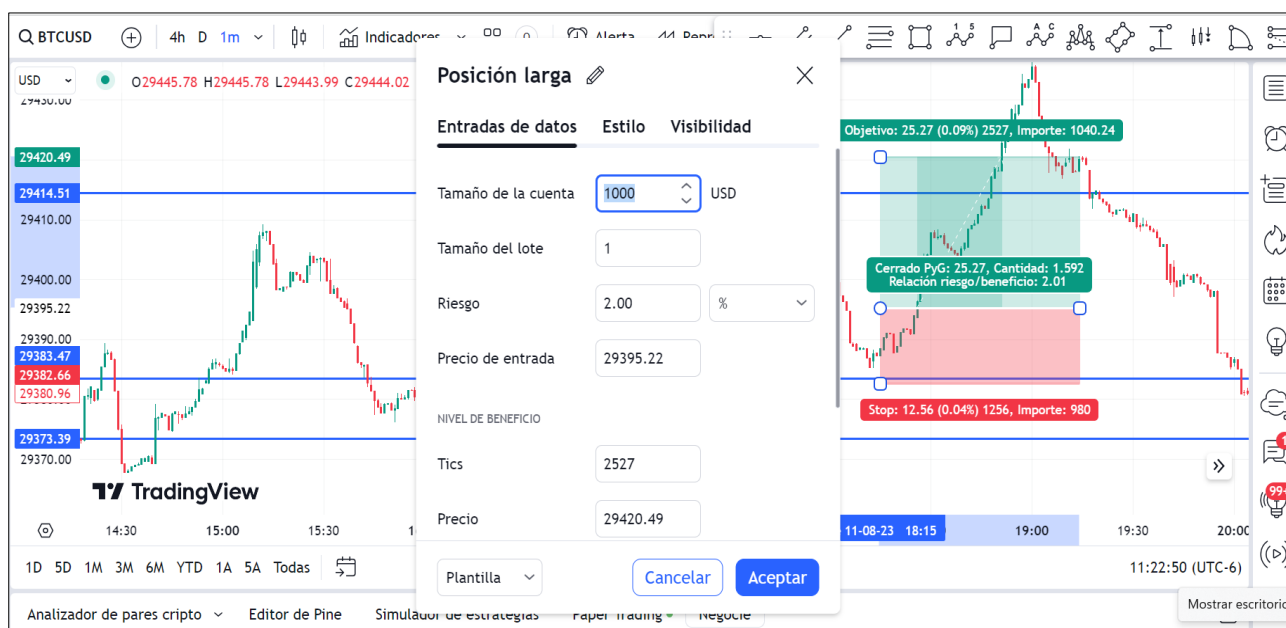 BTCUSD 4h D 1m Indicadores Alerta
USD O29445.78 H29445.78 L29443.99 C29444.02
29430.00
29420.49
29414.51
29410.00
29400.00
29395.22
29390.00
29383.47
29382.66
29380.96
29373.39
29370.00
TradingView
14:30 15:00 15:30
1D 5D 1M 3M 6M YTD 1A 5A Todas
Analizador de pares cripto Editor de Pine Simulador de estrategias Paper Trading Negocie
Posición larga
Entradas de datos Estilo Visibilidad
Tamaño de la cuenta 1000 USD
Tamaño del lote 1
Riesgo 2.00 %
Precio de entrada 29395.22
NIVEL DE BENEFICIO
Tics 2527
Precio 29420.49
Plantilla Cancelar Aceptar
Objetivo: 25.27 (0.09%) 2527, Importe: 1040.24
Cerrado PyG: 25.27, Cantidad: 1.592
Relación riesgo/beneficio: 2.01
Stop: 12.56 (0.04%) 1256, Importe: 980
11-08-23 18:15 19:00 19:30 20:00
11:22:50 (UTC-6)
Mostrar escritorio
99+